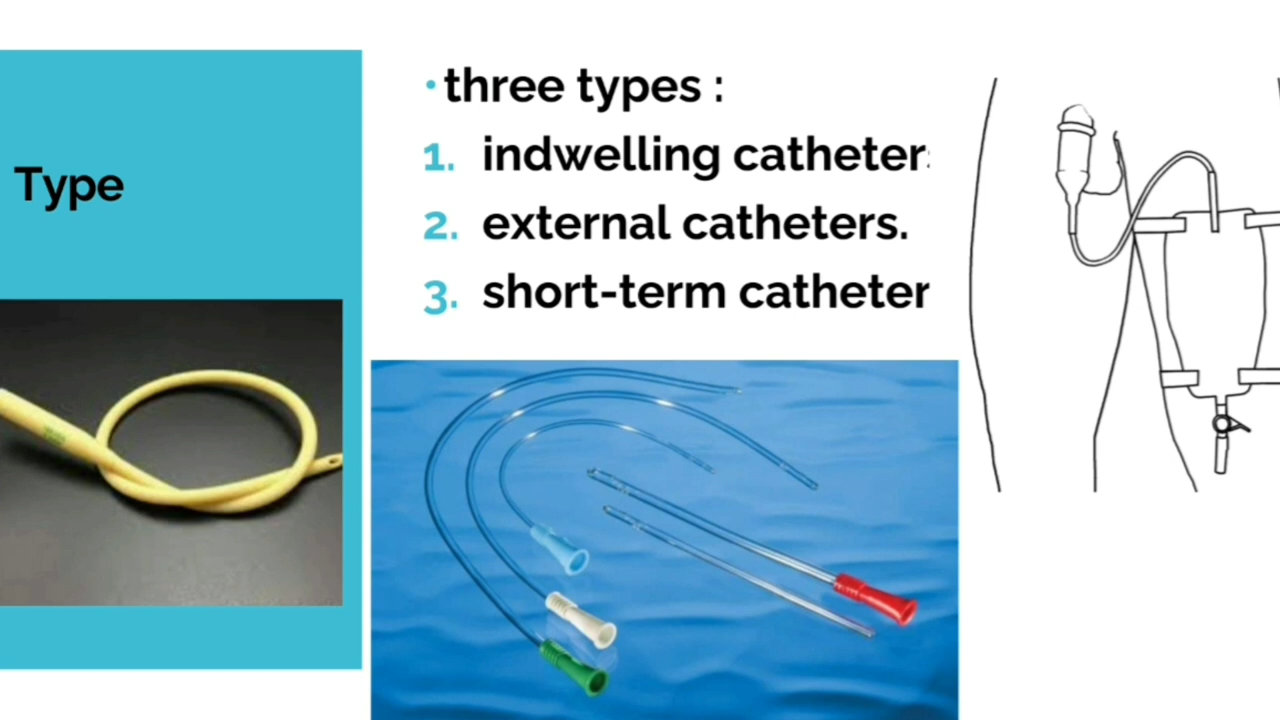 Type
• three types :
1. indwelling catheter
2. external catheters.
3. short-term catheter